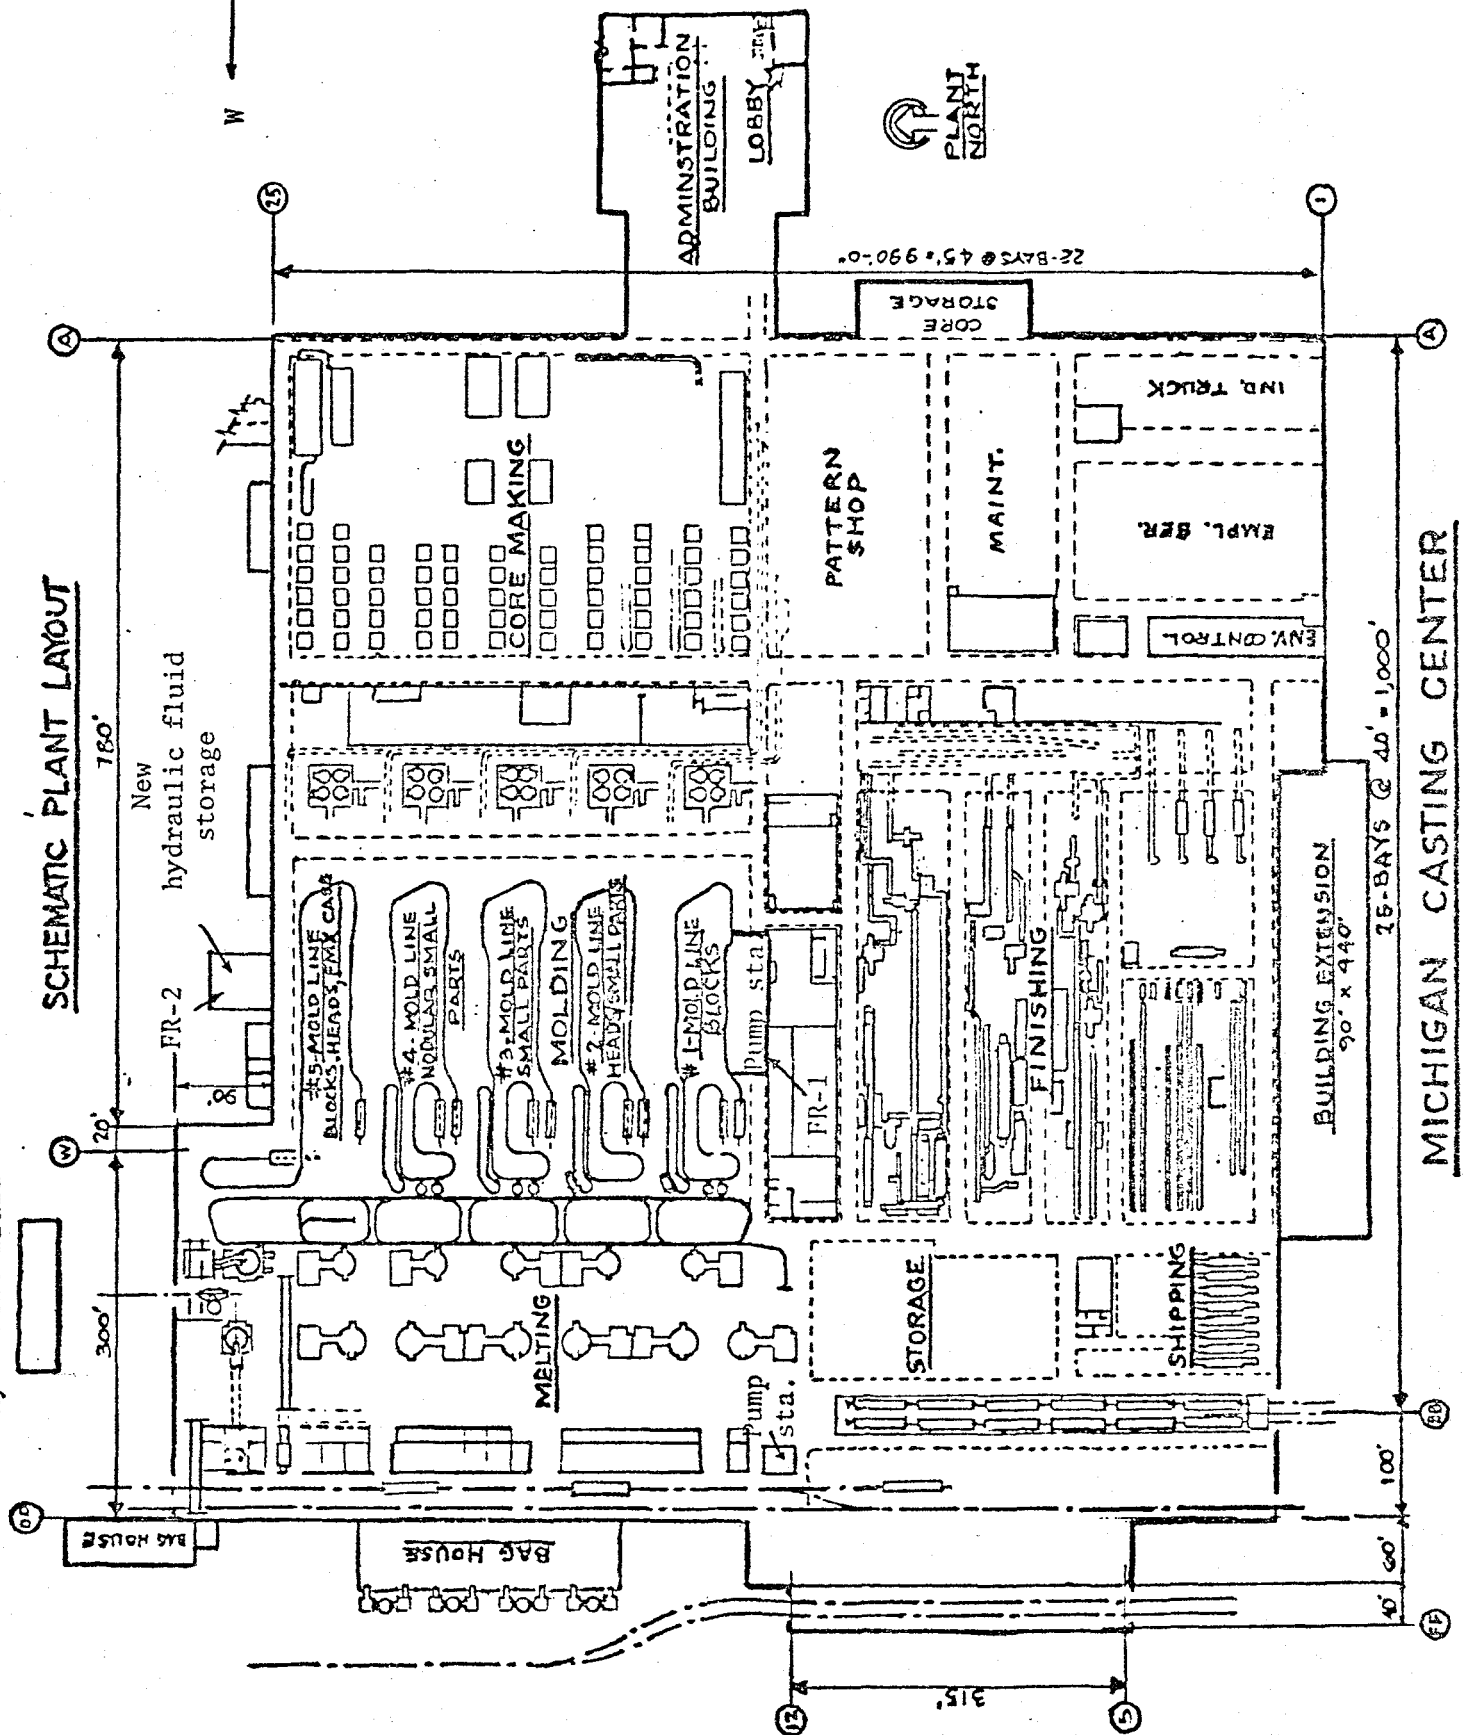 SCHEMATIC PLANT LAYOUT
W
ADMINSTRATION
BUILDING
LOBBY
PLANT
NORTH
25
1
22-BAYS @ 45' = 990'-0"
A
A
780'
New
hydraulic fluid
storage
FR-2
98'
20'
W
300'
CORE
STORAGE
CORE MAKING
PATTERN
SHOP
MAINT.
IND. TRUCK
EMPL. SER.
ENV. CONTROL
#5-MOLD LINE
BLOCKS, HEADS, EMX CASE
#4-MOLD LINE
NODULAR, SMALL
PARTS
#3-MOLD LINE
SMALL PARTS
MOLDING
#2-MOLD LINE
HEADS/SMALL PARTS
#1-MOLD LINE
BLOCKS
Pump sta.
FR-1
FINISHING
BUILDING EXTENSION
90' x 440'
25-BAYS @ 40' = 1,000'
MELTING
STORAGE
SHIPPING
Pump
sta.
DD
BAG HOUSE
BAG HOUSE
BB
100'
60'
40'
FF
12
315'
5
MICHIGAN CASTING CENTER